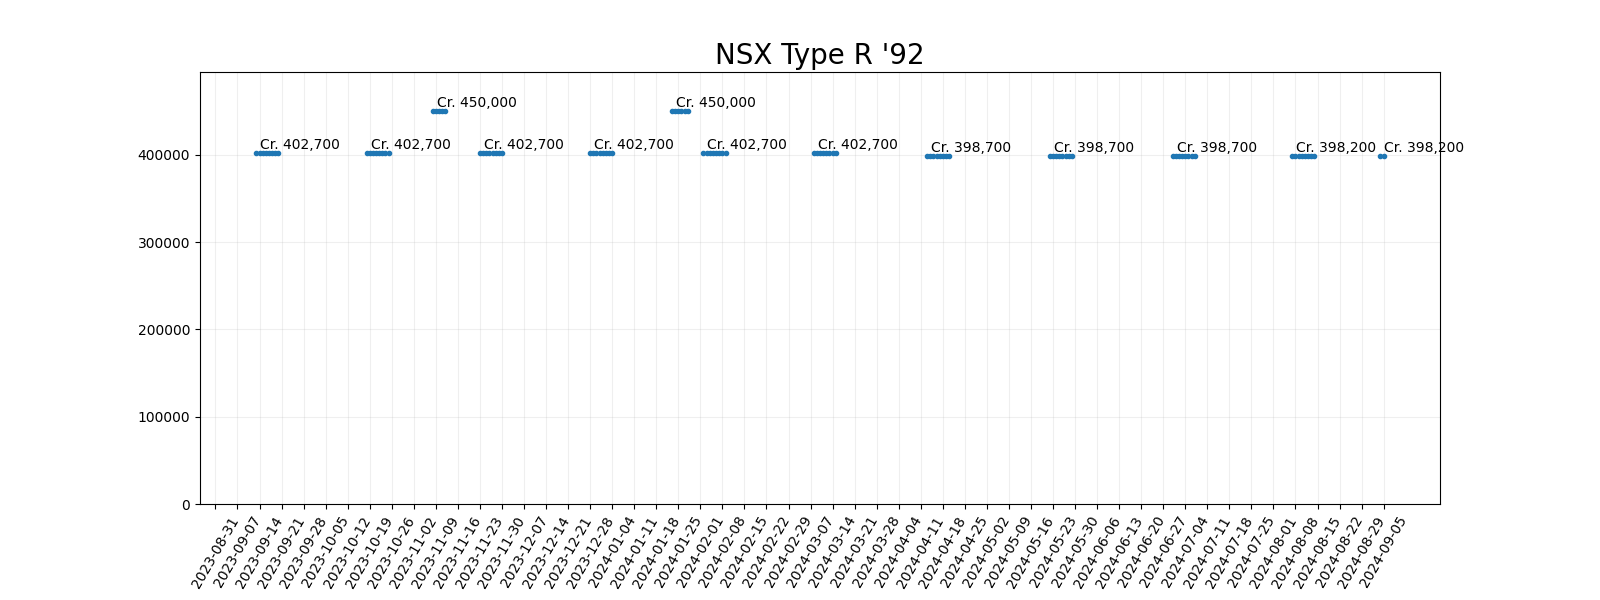 NSX Type R '92
Cr. 450,000 Cr. 450,000
Cr. 402,700 Cr. 402,700 Cr. 402,700 Cr. 402,700 Cr. 402,700 Cr. 402,700 Cr. 398,700 Cr. 398,700 Cr. 398,700 Cr. 398,200 Cr. 398,200
400000
300000
200000
100000
0
2023-08-31 2023-09-07 2023-09-14 2023-09-21 2023-09-28 2023-10-05 2023-10-12 2023-10-19 2023-10-26 2023-11-02 2023-11-09 2023-11-16 2023-11-23 2023-11-30 2023-12-07 2023-12-14 2023-12-21 2023-12-28 2024-01-04 2024-01-11 2024-01-18 2024-01-25 2024-02-01 2024-02-08 2024-02-15 2024-02-22 2024-02-29 2024-03-07 2024-03-14 2024-03-21 2024-03-28 2024-04-04 2024-04-11 2024-04-18 2024-04-25 2024-05-02 2024-05-09 2024-05-16 2024-05-23 2024-05-30 2024-06-06 2024-06-13 2024-06-20 2024-06-27 2024-07-04 2024-07-11 2024-07-18 2024-07-25 2024-08-01 2024-08-08 2024-08-15 2024-08-22 2024-08-29 2024-09-05